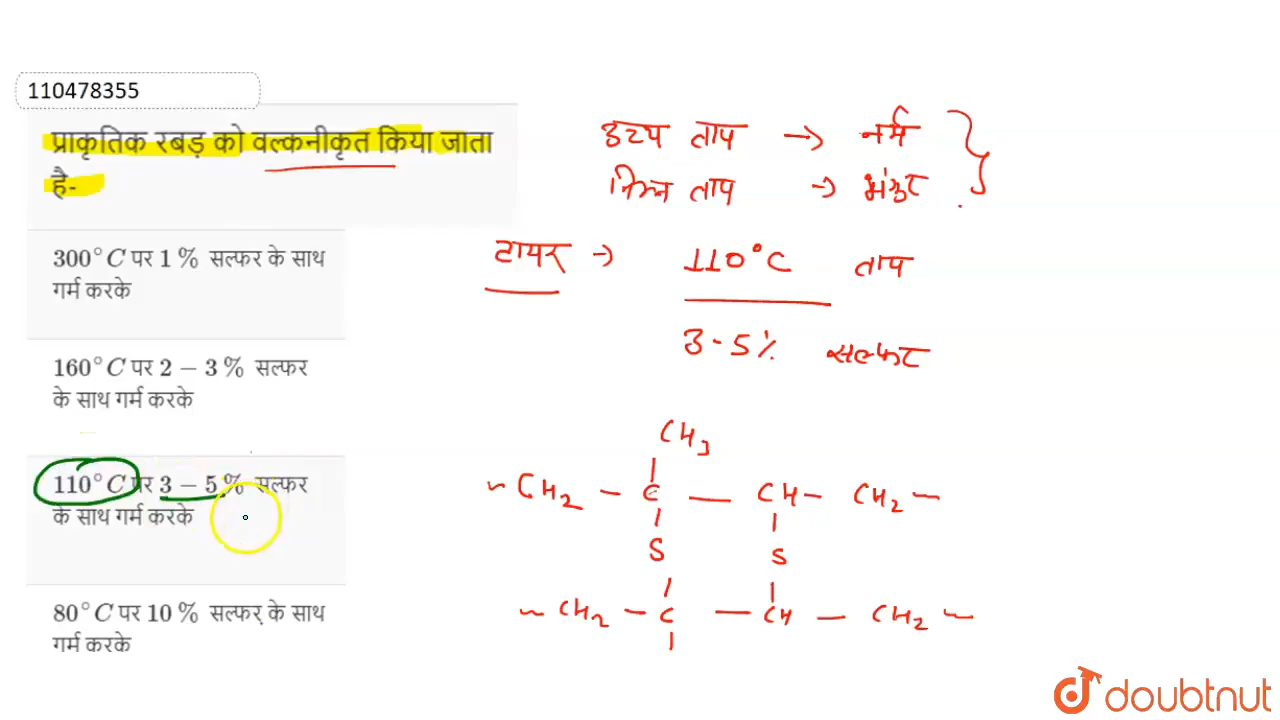 110478355
प्राकृतिक रबड़ को वल्कनीकृत किया जाता
है-
300°C पर 1% सल्फर के साथ
गर्म करके
160°C पर 2 – 3% सल्फर
के साथ गर्म करके
110°C पर 3 – 5% सल्फर
के साथ गर्म करके
80°C पर 10% सल्फर के साथ
गर्म करके
उच्च ताप → नर्म
निम्न ताप →
टायर → 110°C ताप
3-5% सल्फर
CH3
~ CH2 – C – CH – CH2 ~
S S
~ CH2 – C – CH – CH2 ~
doubtnut